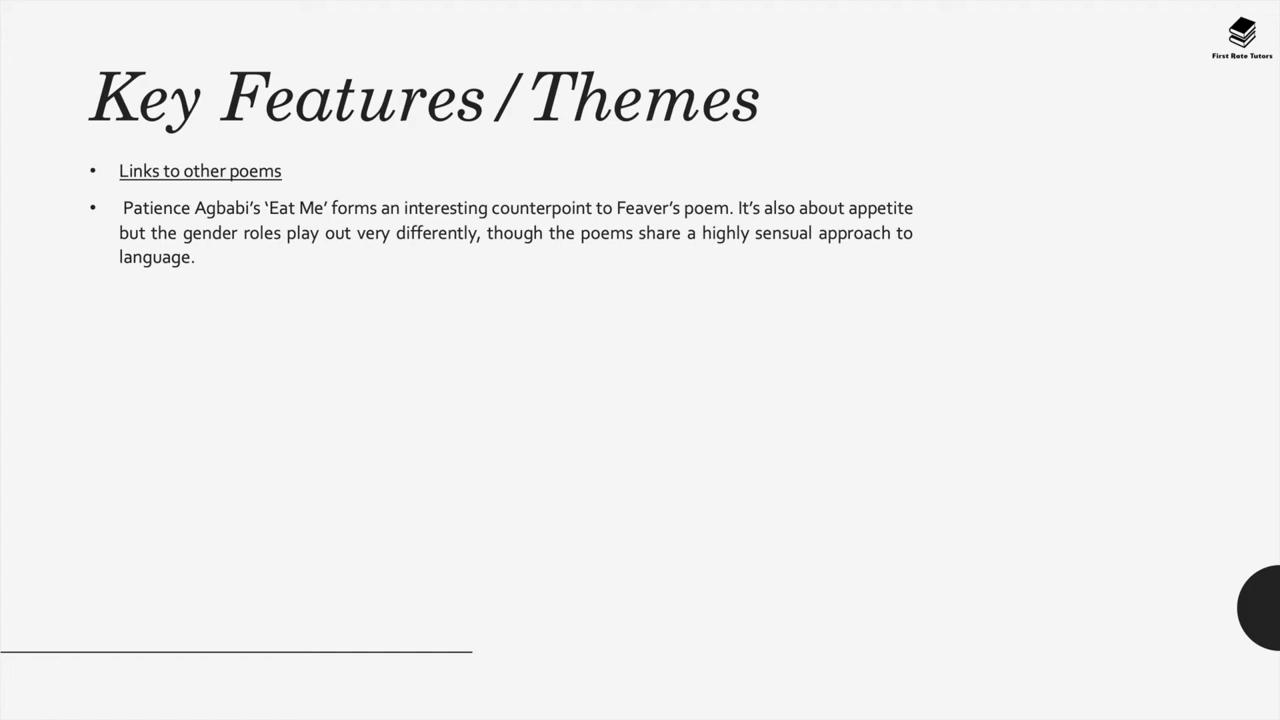 First Rate Tutors
Key Features/Themes
• Links to other poems
• Patience Agbabi’s ‘Eat Me’ forms an interesting counterpoint to Feaver’s poem. It’s also about appetite
but the gender roles play out very differently, though the poems share a highly sensual approach to
language.